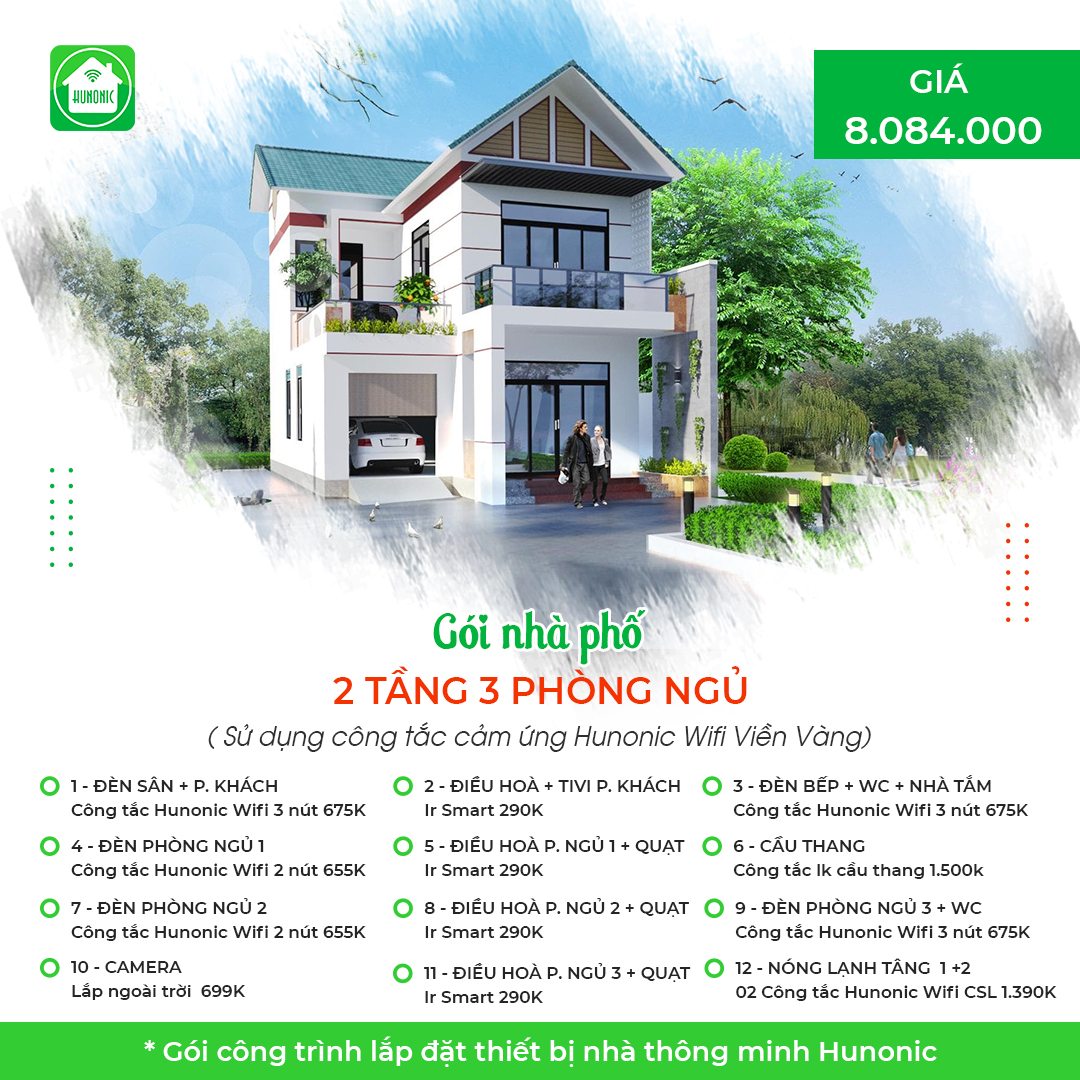 HUNONIC
GIÁ
8.084.000
Gói nhà phố
2 TẦNG 3 PHÒNG NGỦ
( Sử dụng công tắc cảm ứng Hunonic Wifi Viền Vàng)
1 - ĐÈN SÂN + P. KHÁCH
Công tắc Hunonic Wifi 3 nút 675K
2 - ĐIỀU HOÀ + TIVI P. KHÁCH
Ir Smart 290K
3 - ĐÈN BẾP + WC + NHÀ TẮM
Công tắc Hunonic Wifi 3 nút 675K
4 - ĐÈN PHÒNG NGỦ 1
Công tắc Hunonic Wifi 2 nút 655K
5 - ĐIỀU HOÀ P. NGỦ 1 + QUẠT
Ir Smart 290K
6 - CẦU THANG
Công tắc lk cầu thang 1.500k
7 - ĐÈN PHÒNG NGỦ 2
Công tắc Hunonic Wifi 2 nút 655K
8 - ĐIỀU HOÀ P. NGỦ 2 + QUẠT
Ir Smart 290K
9 - ĐÈN PHÒNG NGỦ 3 + WC
Công tắc Hunonic Wifi 3 nút 675K
10 - CAMERA
Lắp ngoài trời 699K
11 - ĐIỀU HOÀ P. NGỦ 3 + QUẠT
Ir Smart 290K
12 - NÓNG LẠNH TÂNG 1 +2
02 Công tắc Hunonic Wifi CSL 1.390K
* Gói công trình lắp đặt thiết bị nhà thông minh Hunonic